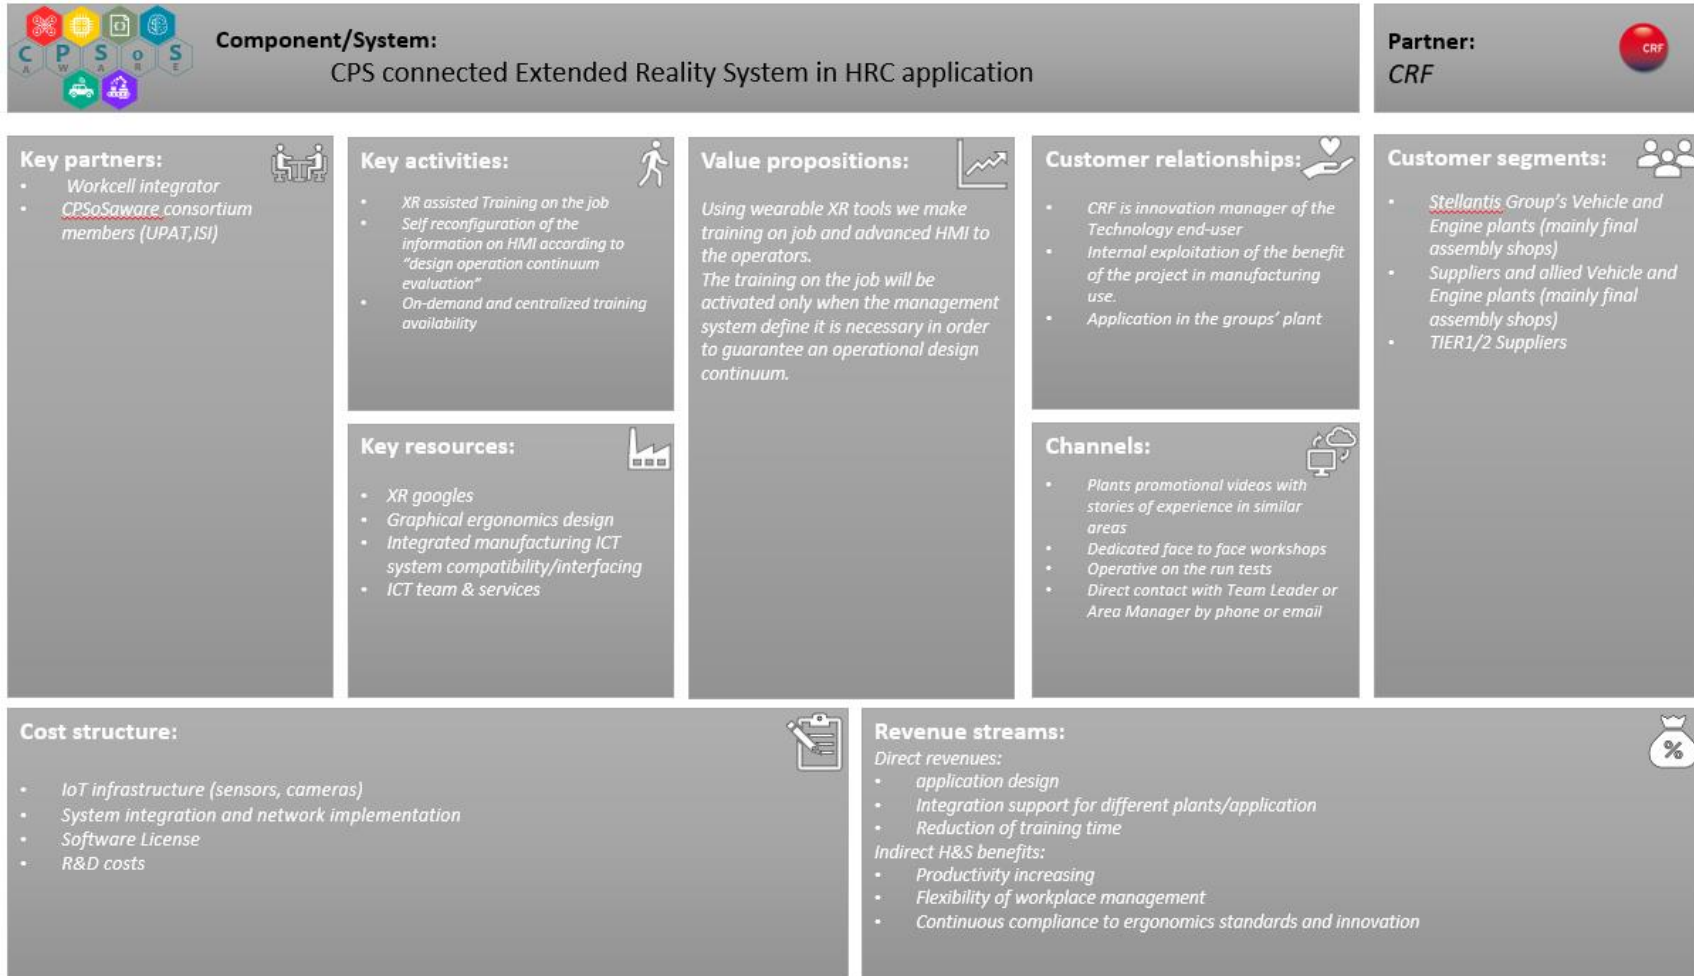 C P S o S
A W A R E
Component/System:
CPS connected Extended Reality System in HRC application
Partner:
CRF
CRF
Key partners:
• Workcell integrator
• CPSoSaware consortium
members (UPAT,ISI)
Key activities:
• XR assisted Training on the job
• Self reconfiguration of the
information on HMI according to
"design operation continuum
evaluation"
• On-demand and centralized training
availability
Key resources:
• XR googles
• Graphical ergonomics design
• Integrated manufacturing ICT
system compatibility/interfacing
• ICT team & services
Value propositions:
Using wearable XR tools we make
training on job and advanced HMI to
the operators.
The training on the job will be
activated only when the management
system define it is necessary in order
to guarantee an operational design
continuum.
Customer relationships:
• CRF is innovation manager of the
Technology end-user
• Internal exploitation of the benefit
of the project in manufacturing
use.
• Application in the groups' plant
Channels:
• Plants promotional videos with
stories of experience in similar
areas
• Dedicated face to face workshops
• Operative on the run tests
• Direct contact with Team Leader or
Area Manager by phone or email
Customer segments:
• Stellantis Group's Vehicle and
Engine plants (mainly final
assembly shops)
• Suppliers and allied Vehicle and
Engine plants (mainly final
assembly shops)
• TIER1/2 Suppliers
Cost structure:
• IoT infrastructure (sensors, cameras)
• System integration and network implementation
• Software License
• R&D costs
Revenue streams:
Direct revenues:
• application design
• Integration support for different plants/application
• Reduction of training time
Indirect H&S benefits:
• Productivity increasing
• Flexibility of workplace management
• Continuous compliance to ergonomics standards and innovation
%